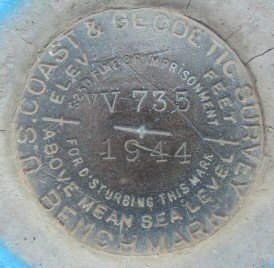 U.S. COAST & GEODETIC SURVEY
BENCH MARK
ELEV. FEET
ABOVE MEAN SEA LEVEL
$250 FINE OR IMPRISONMENT
FOR DISTURBING THIS MARK
VV 735
1944